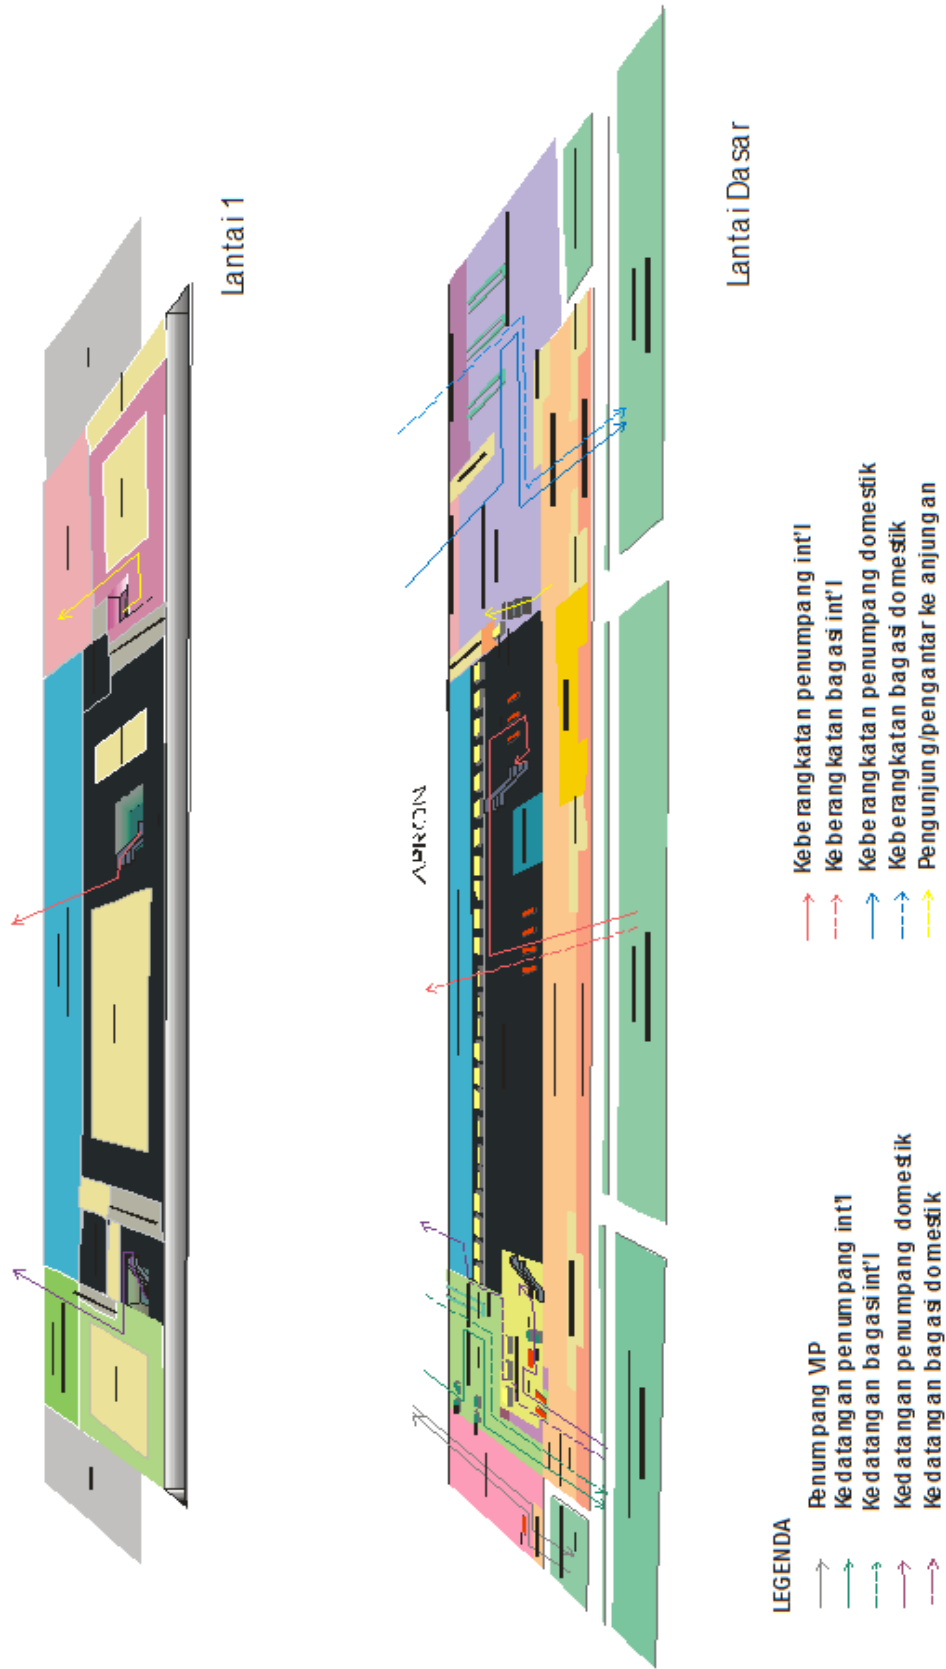 Lantai 1
APRON
Lantai Dasar
LEGENDA
Penumpang VIP
Kedatangan penumpang int'l
Kedatangan bagasi int'l
Kedatangan penumpang domestik
Kedatangan bagasi domestik
Keberangkatan penumpang int'l
Keberangkatan bagasi int'l
Keberangkatan penumpang domestik
Keberangkatan bagasi domestik
Pengunjung/pengantar ke anjungan